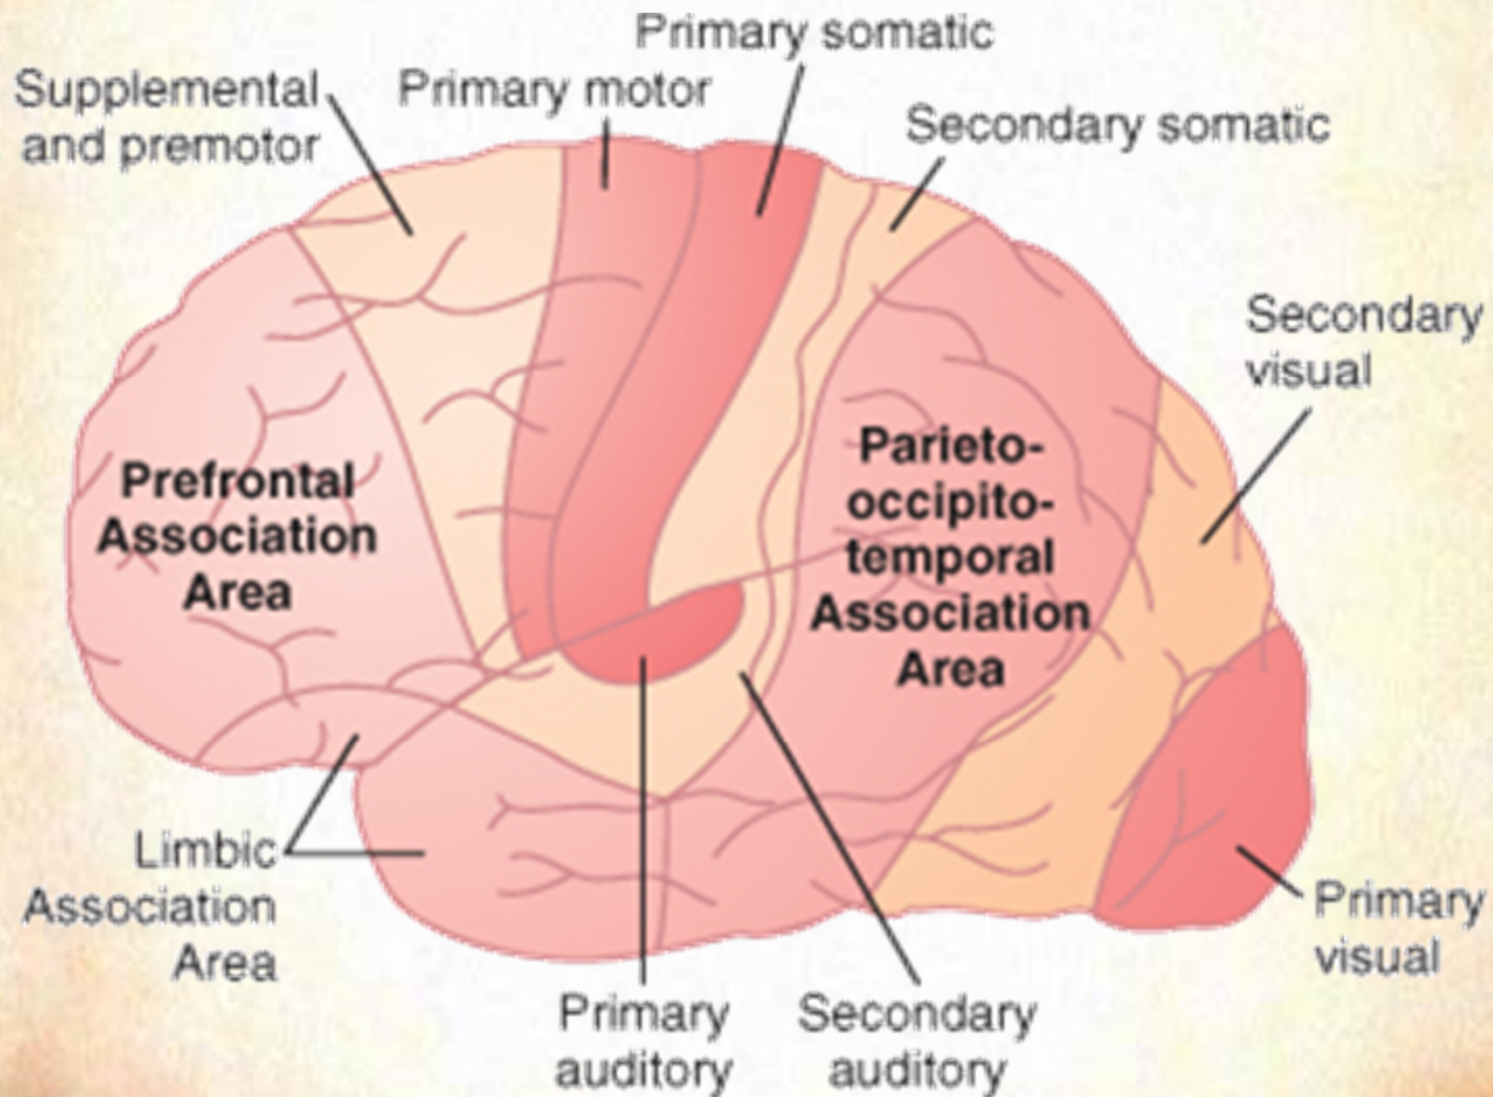 Primary somatic
Supplemental
and premotor
Primary motor
Secondary somatic
Secondary
visual
Prefrontal
Association
Area
Parieto-
occipito-
temporal
Association
Area
Limbic
Association
Area
Primary
visual
Primary
auditory
Secondary
auditory